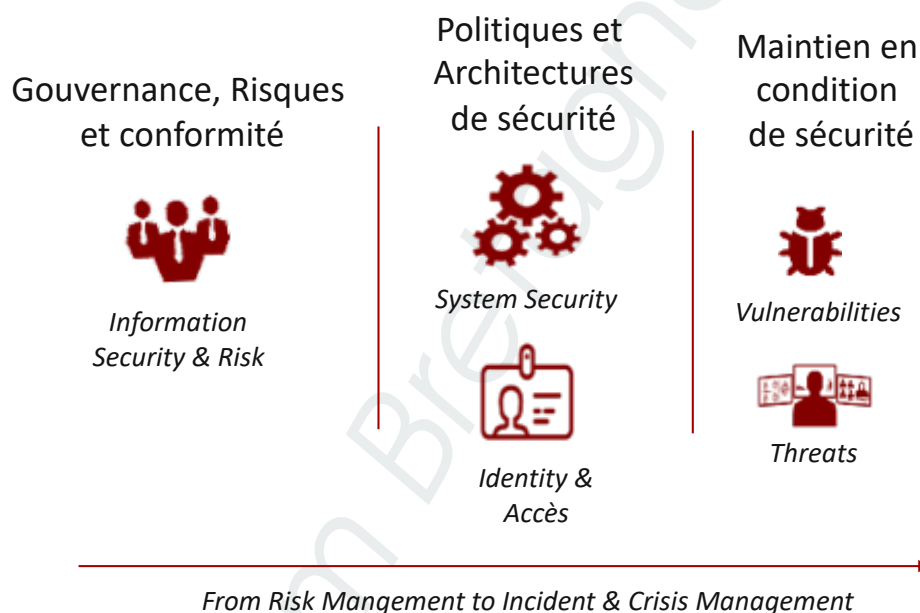 Gouvernance, Risques
et conformité
Information
Security & Risk
Politiques et
Architectures
de sécurité
System Security
Identity &
Accès
Maintien en
condition
de sécurité
Vulnerabilities
Threats
From Risk Mangement to Incident & Crisis Management